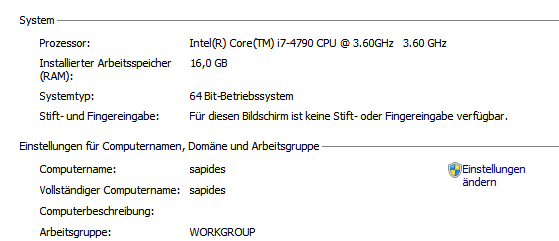 System
Prozessor: Intel(R) Core(TM) i7-4790 CPU @ 3.60GHz 3.60 GHz
Installierter Arbeitsspeicher (RAM): 16,0 GB
Systemtyp: 64 Bit-Betriebssystem
Stift- und Fingereingabe: Für diesen Bildschirm ist keine Stift- oder Fingereingabe verfügbar.
Einstellungen für Computernamen, Domäne und Arbeitsgruppe
Computername: sapides
Einstellungen ändern
Vollständiger Computername: sapides
Computerbeschreibung:
Arbeitsgruppe: WORKGROUP